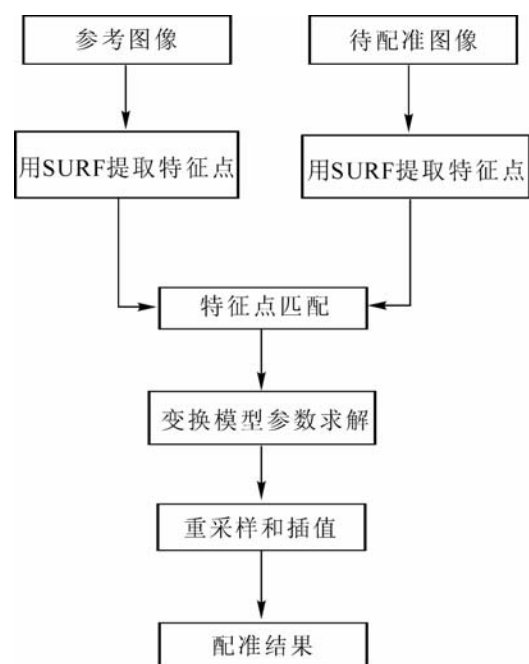 参考图像
待配准图像
用SURF提取特征点
用SURF提取特征点
特征点匹配
变换模型参数求解
重采样和插值
配准结果